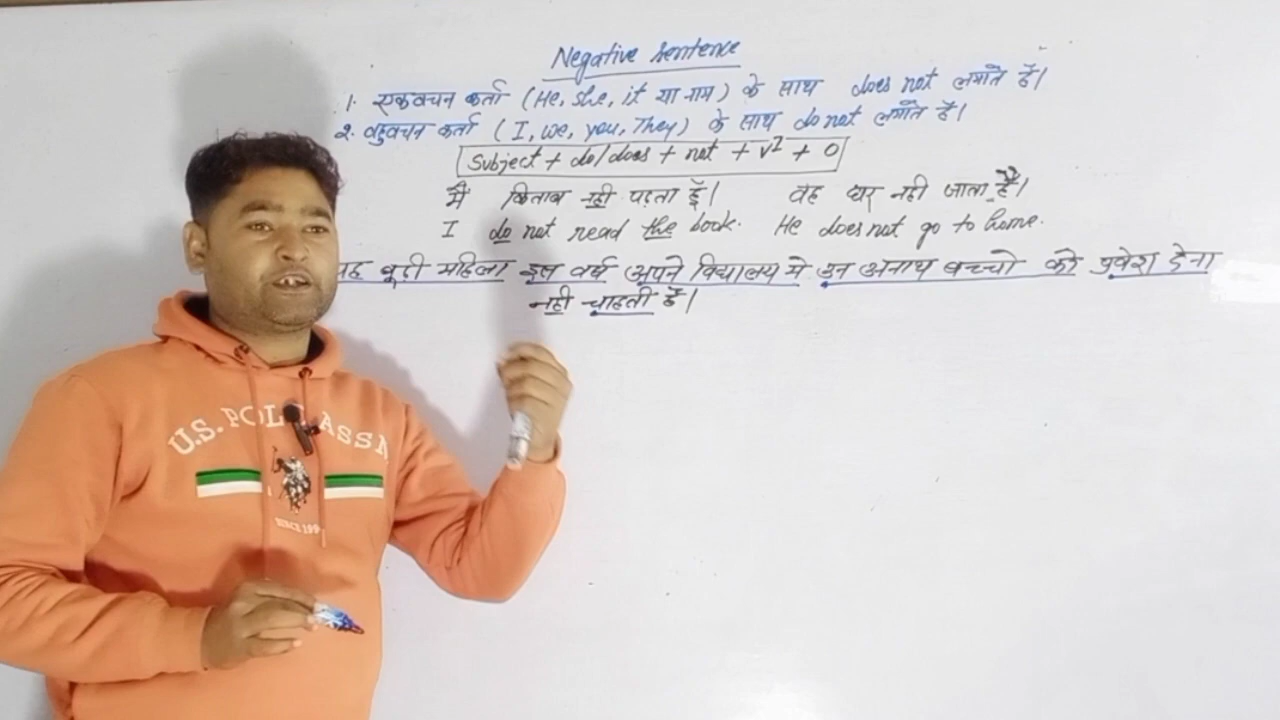 Negative Sentence
1. एकवचन कर्ता (He, She, it या नाम) के साथ does not लगाते हैं।
2. बहुवचन कर्ता (I, we, you, They) के साथ do not लगाते हैं।
Subject + do/does + not + V¹ + O
मैं किताब नही पढ़ता हूँ। वह घर नही जाता है।
I do not read the book. He does not go to home.
वह बूढ़ी महिला इस वर्ष अपने विद्यालय मे उन अनाथ बच्चो को प्रवेश देना
नही चाहती है।
U.S. POLO ASSN
SINCE 1890